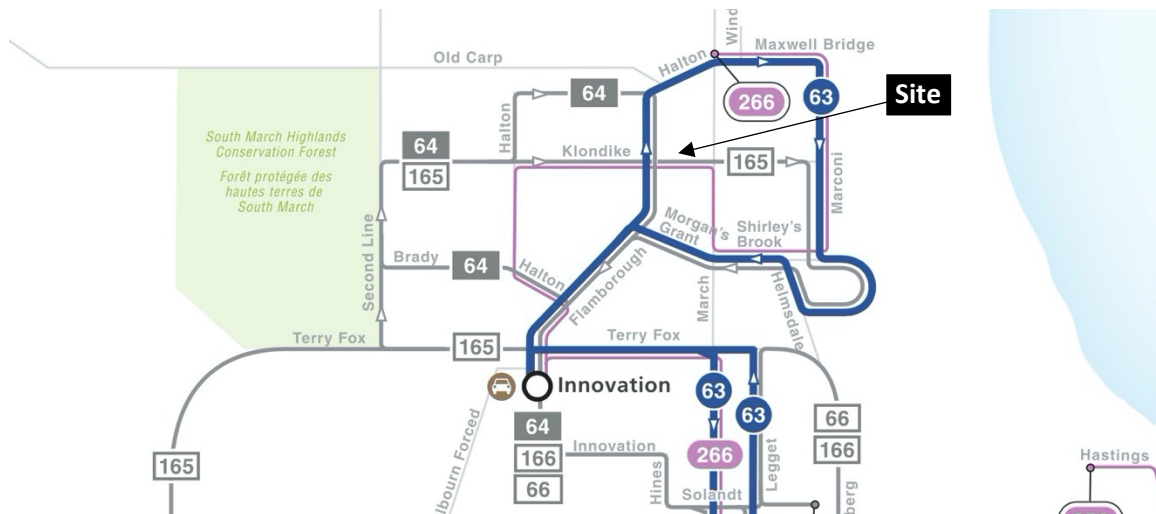 Wind
Maxwell Bridge
Old Carp
Halton
64
266
63
Site
Halton
South March Highlands
Conservation Forest
Forêt protégée des
hautes terres de
South March
64
165
Klondike
165
Marconi
Second Line
Morgan's
Grant
Shirley's
Brook
Brady
64
Halton
Flamborough
March
Helmsdale
Terry Fox
165
Terry Fox
Innovation
63
63
64
166
66
Innovation
266
Legget
66
166
165
lbourn Forced
Hines
Solandt
berg
Hastings